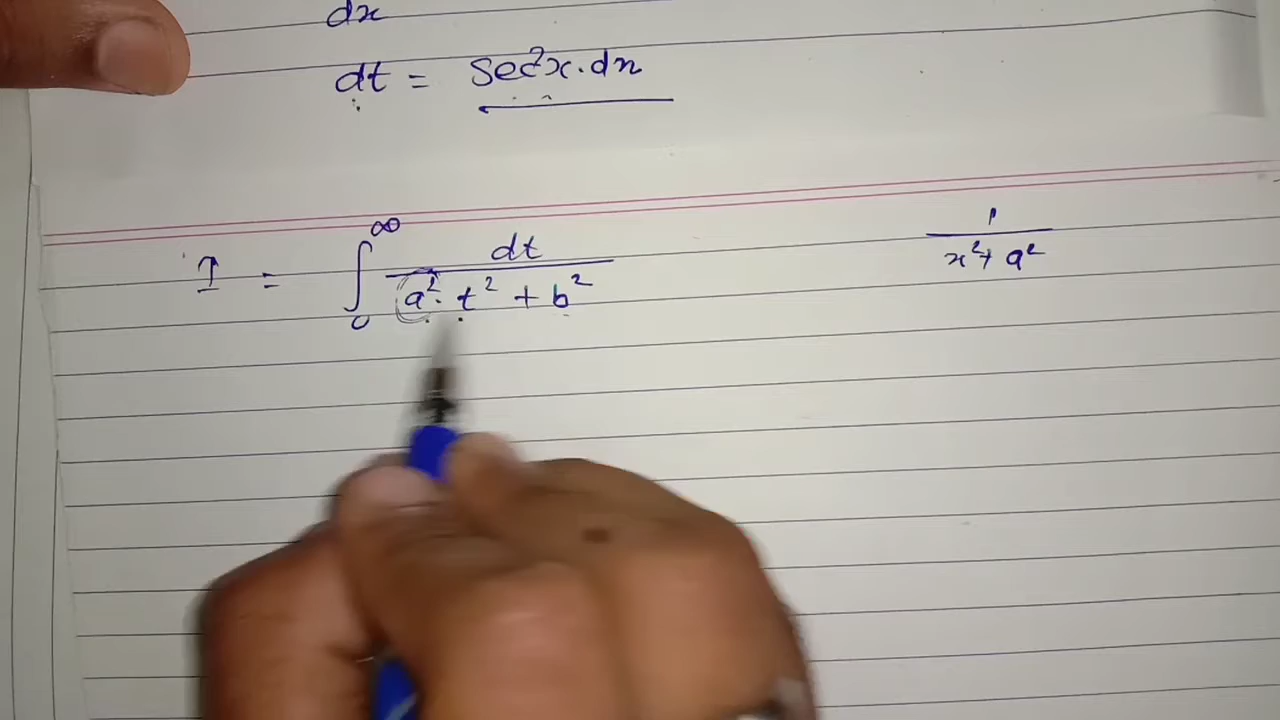 dx
dt = sec²x.dx
I = ∫₀^∞ dt / (a².t² + b²)
1 / (x² + a²)